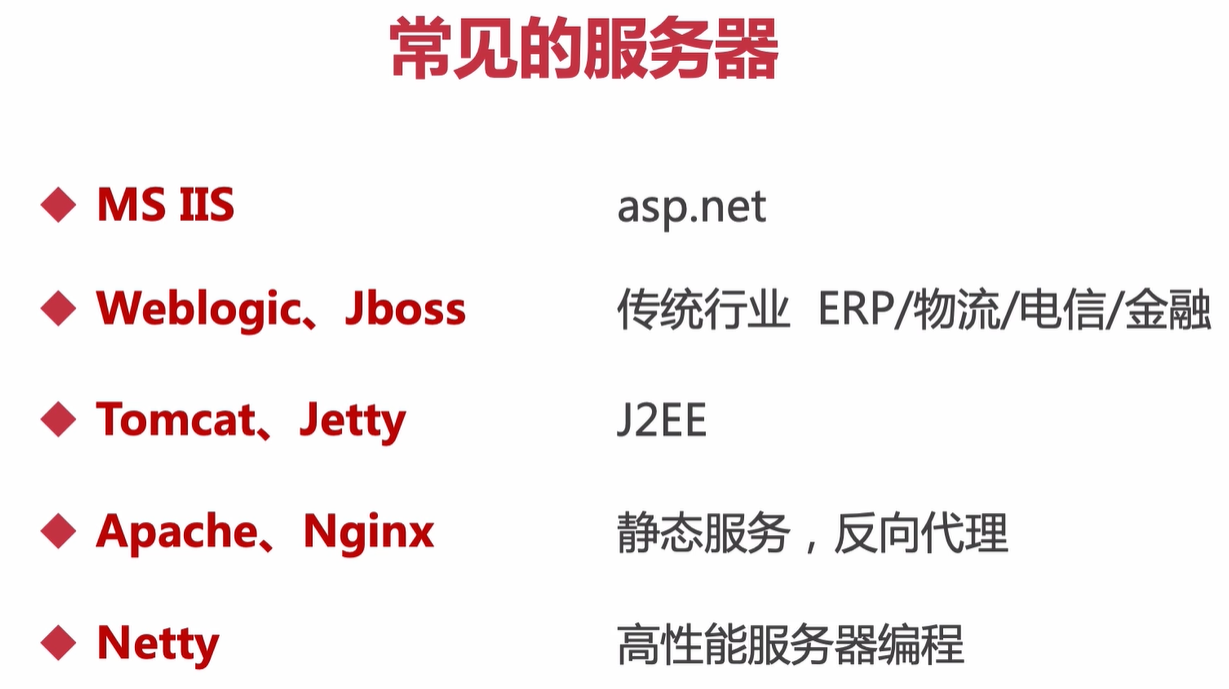 常见的服务器
◆ MS IIS asp.net
◆ Weblogic、Jboss 传统行业 ERP/物流/电信/金融
◆ Tomcat、Jetty J2EE
◆ Apache、Nginx 静态服务，反向代理
◆ Netty 高性能服务器编程